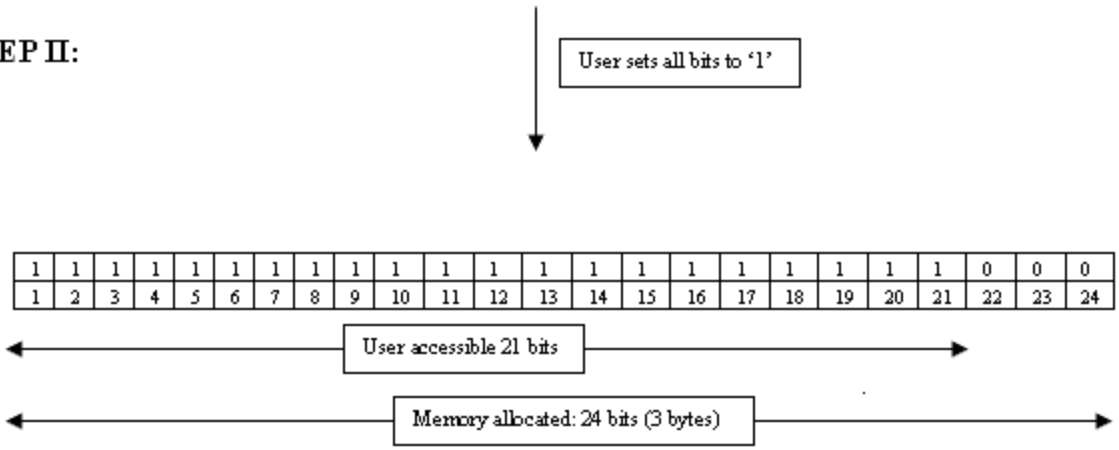 EP II:
User sets all bits to ‘1’
1 1 1 1 1 1 1 1 1 1 1 1 1 1 1 1 1 1 1 1 1 0 0 0
1 2 3 4 5 6 7 8 9 10 11 12 13 14 15 16 17 18 19 20 21 22 23 24
User accessible 21 bits
Memory allocated: 24 bits (3 bytes)